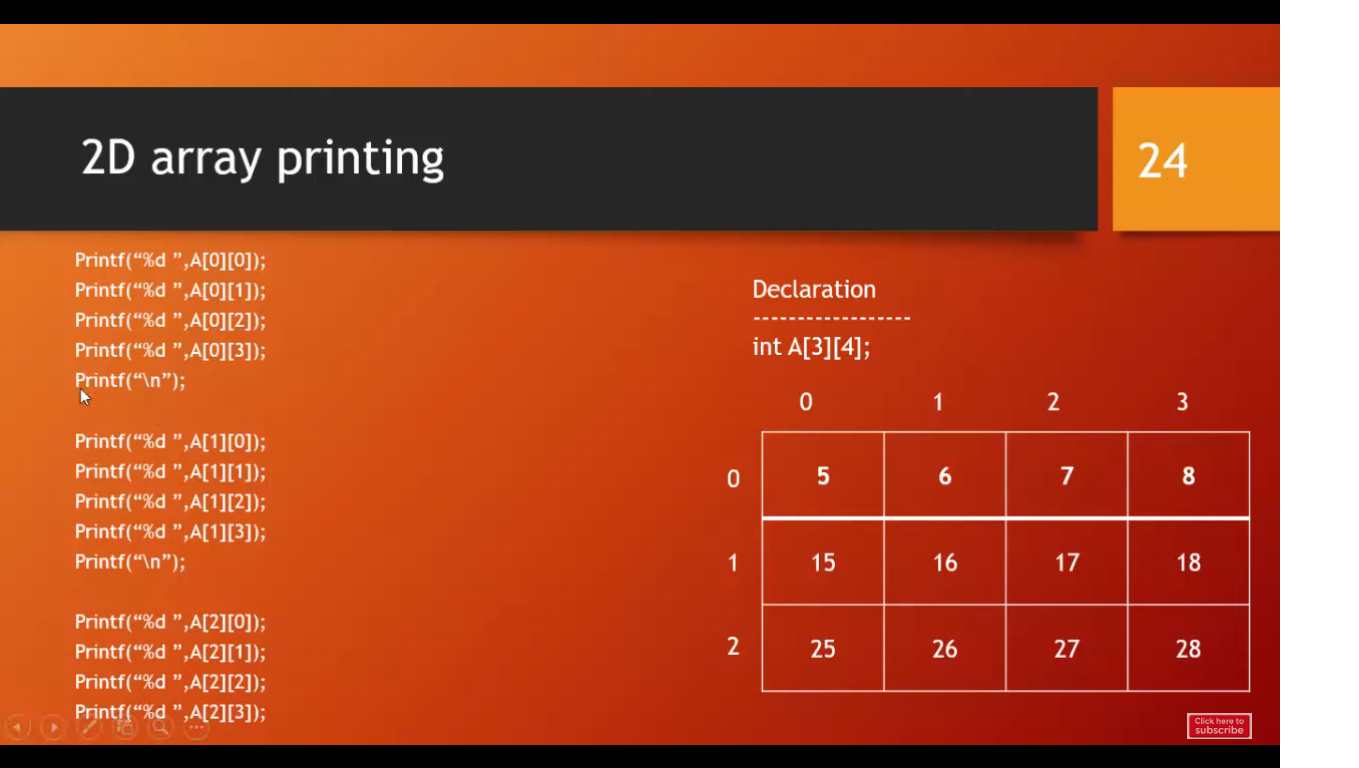 2D array printing
24
Printf(“%d ”,A[0][0]);
Printf(“%d ”,A[0][1]);
Printf(“%d ”,A[0][2]);
Printf(“%d ”,A[0][3]);
Printf(“\n”);
Printf(“%d ”,A[1][0]);
Printf(“%d ”,A[1][1]);
Printf(“%d ”,A[1][2]);
Printf(“%d ”,A[1][3]);
Printf(“\n”);
Printf(“%d ”,A[2][0]);
Printf(“%d ”,A[2][1]);
Printf(“%d ”,A[2][2]);
Printf(“%d ”,A[2][3]);
Declaration
------------------
int A[3][4];
0 1 2 3
0 5 6 7 8
1 15 16 17 18
2 25 26 27 28
Click here to
subscribe